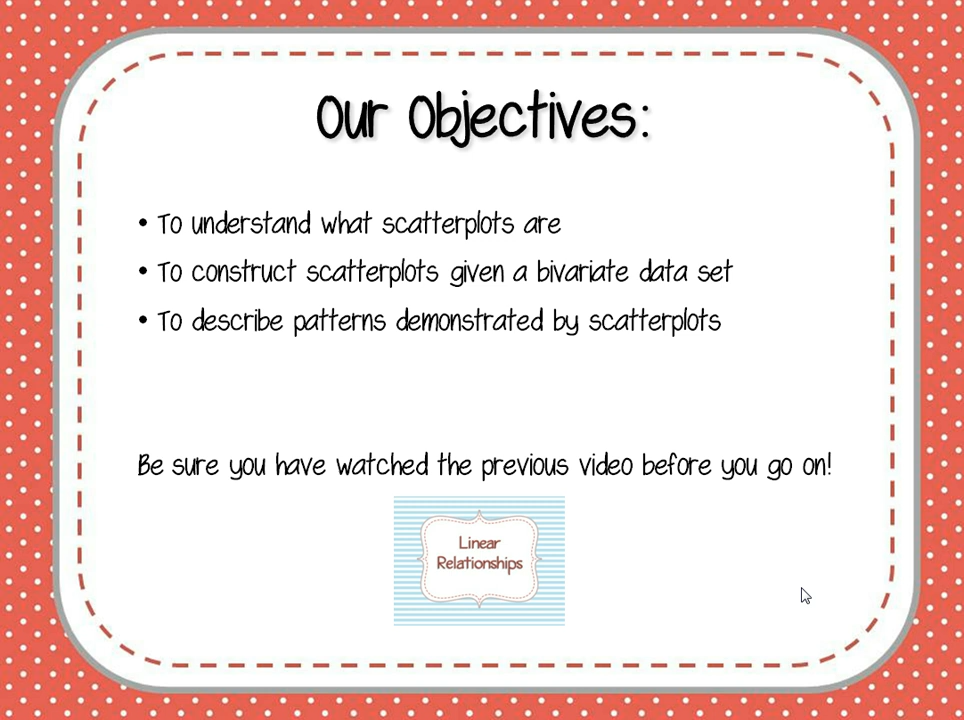 Our Objectives:
• To understand what scatterplots are
• To construct scatterplots given a bivariate data set
• To describe patterns demonstrated by scatterplots
Be sure you have watched the previous video before you go on!
Linear
Relationships